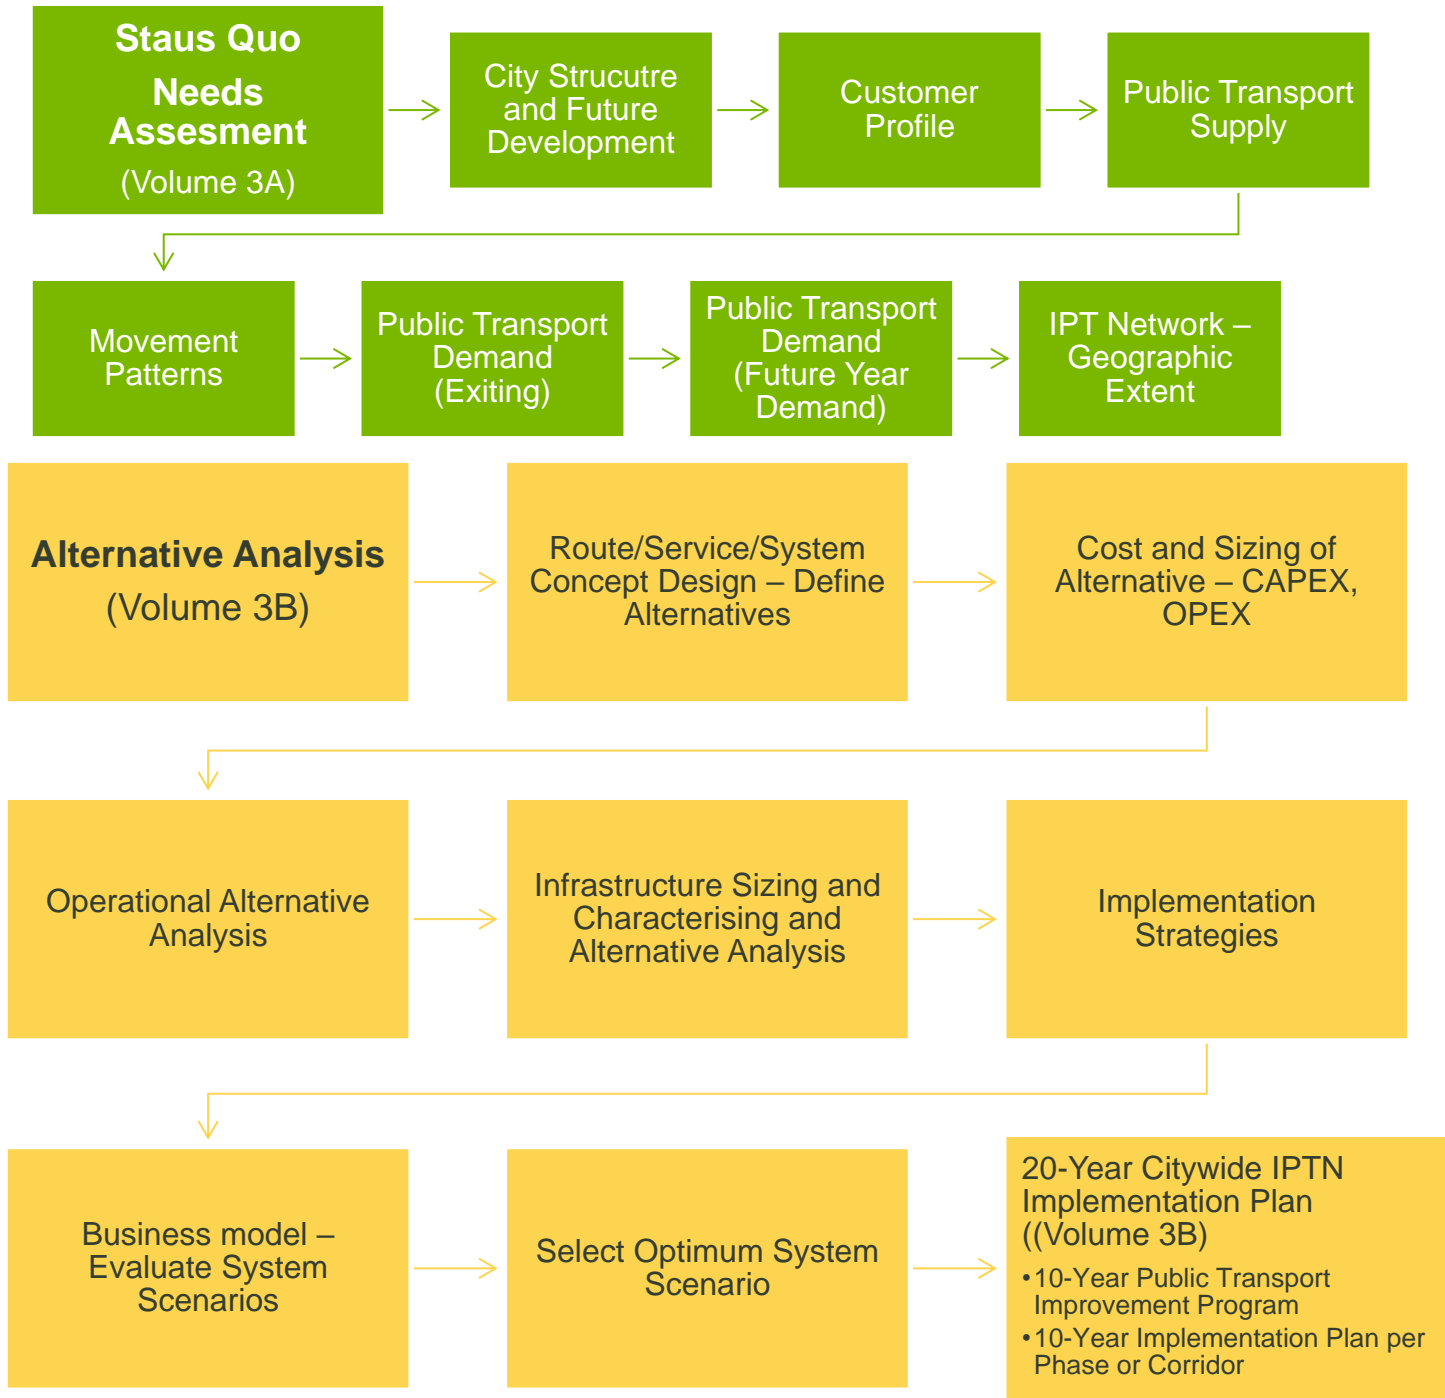 Staus Quo
Needs
Assesment
(Volume 3A)
City Strucutre
and Future
Development
Customer
Profile
Public Transport
Supply
Movement
Patterns
Public Transport
Demand
(Exiting)
Public Transport
Demand
(Future Year
Demand)
IPT Network –
Geographic
Extent
Alternative Analysis
(Volume 3B)
Route/Service/System
Concept Design – Define
Alternatives
Cost and Sizing of
Alternative – CAPEX,
OPEX
Operational Alternative
Analysis
Infrastructure Sizing and
Characterising and
Alternative Analysis
Implementation
Strategies
Business model –
Evaluate System
Scenarios
Select Optimum System
Scenario
20-Year Citywide IPTN
Implementation Plan
((Volume 3B)
•10-Year Public Transport
Improvement Program
•10-Year Implementation Plan per
Phase or Corridor